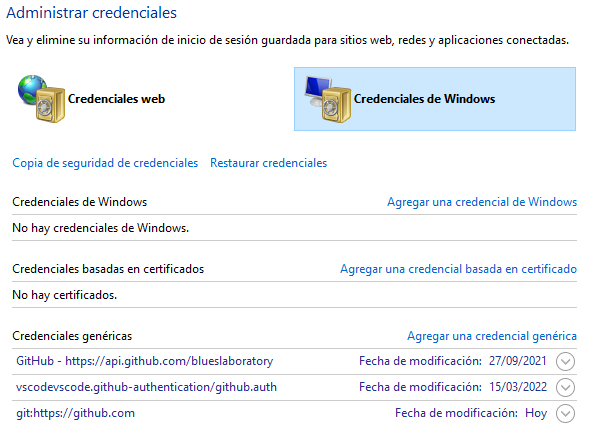 Administrar credenciales
Vea y elimine su información de inicio de sesión guardada para sitios web, redes y aplicaciones conectadas.
Credenciales web
Credenciales de Windows
Copia de seguridad de credenciales Restaurar credenciales
Credenciales de Windows Agregar una credencial de Windows
No hay credenciales de Windows.
Credenciales basadas en certificados Agregar una credencial basada en certificado
No hay certificados.
Credenciales genéricas Agregar una credencial genérica
GitHub - https://api.github.com/blueslaboratory Fecha de modificación: 27/09/2021
vscodevscode.github-authentication/github.auth Fecha de modificación: 15/03/2022
git:https://github.com Fecha de modificación: Hoy